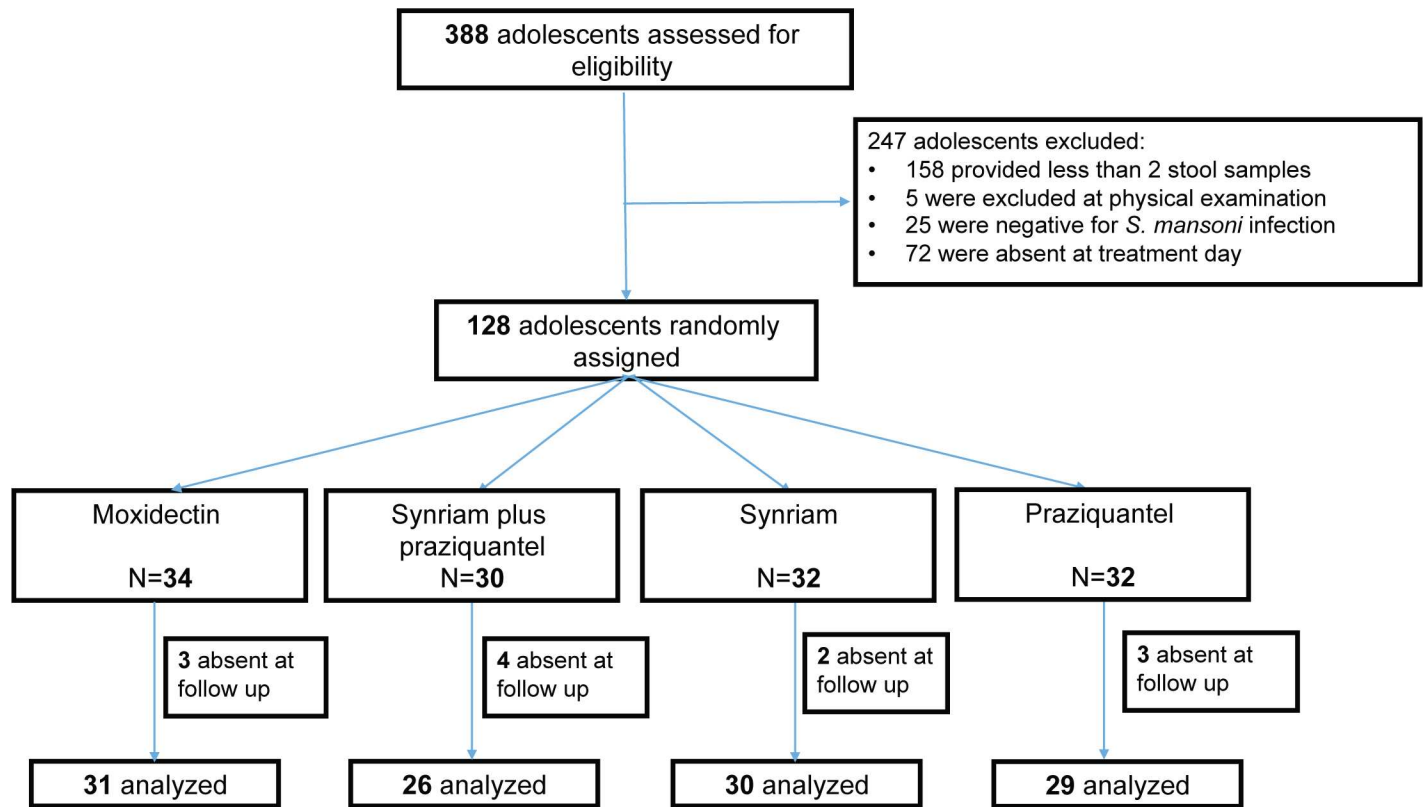 388 adolescents assessed for
eligibility
247 adolescents excluded:
• 158 provided less than 2 stool samples
• 5 were excluded at physical examination
• 25 were negative for S. mansoni infection
• 72 were absent at treatment day
128 adolescents randomly
assigned
Moxidectin
N=34
Synriam plus
praziquantel
N=30
Synriam
N=32
Praziquantel
N=32
3 absent at
follow up
4 absent at
follow up
2 absent at
follow up
3 absent at
follow up
31 analyzed
26 analyzed
30 analyzed
29 analyzed